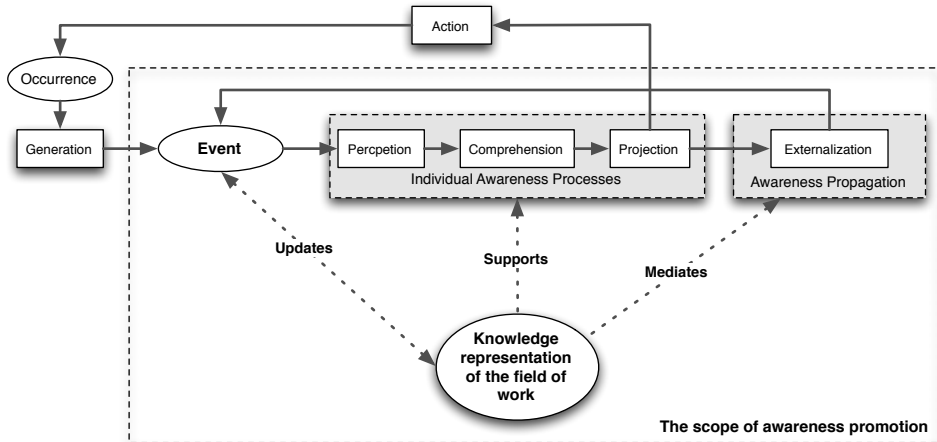 Action
Occurrence
Generation
Event
Percpetion
Comprehension
Projection
Externalization
Individual Awareness Processes
Awareness Propagation
Updates
Supports
Mediates
Knowledge
representation
of the field of
work
The scope of awareness promotion